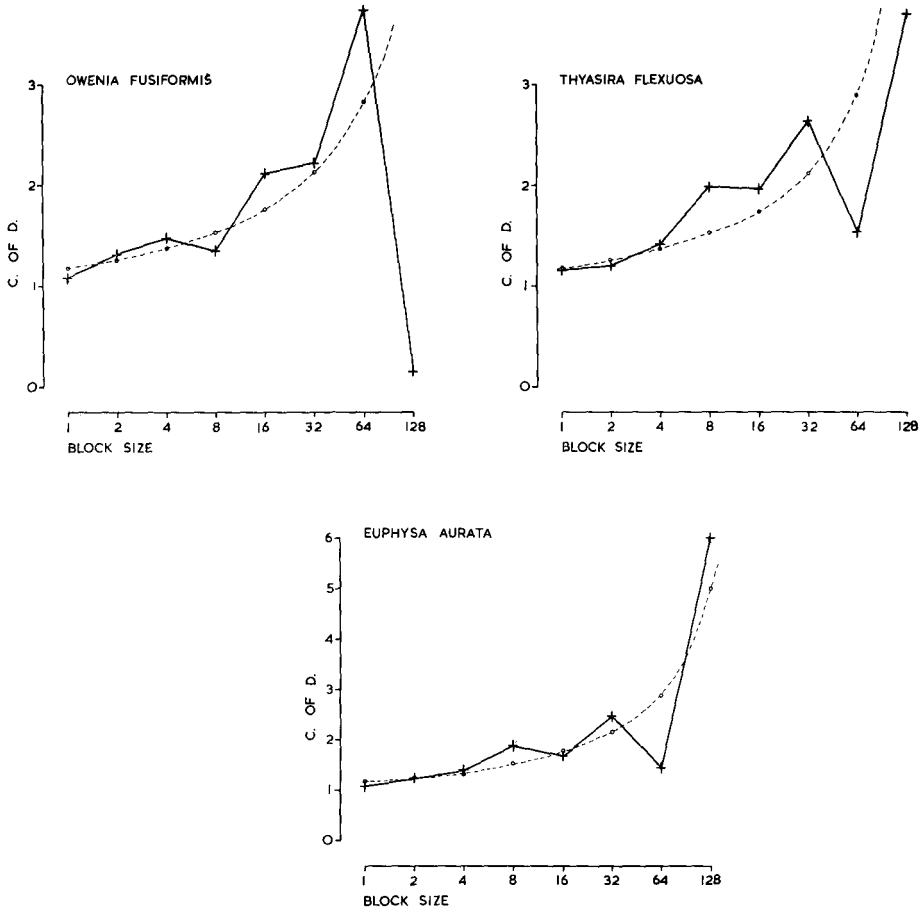 OWENIA FUSIFORMIS
3
2
1
0
C. OF D.
1 2 4 8 16 32 64 128
BLOCK SIZE
THYASIRA FLEXUOSA
3
2
1
0
C. OF D.
1 2 4 8 16 32 64 128
BLOCK SIZE
EUPHYSA AURATA
6
5
4
3
2
1
0
C. OF D.
1 2 4 8 16 32 64 128
BLOCK SIZE